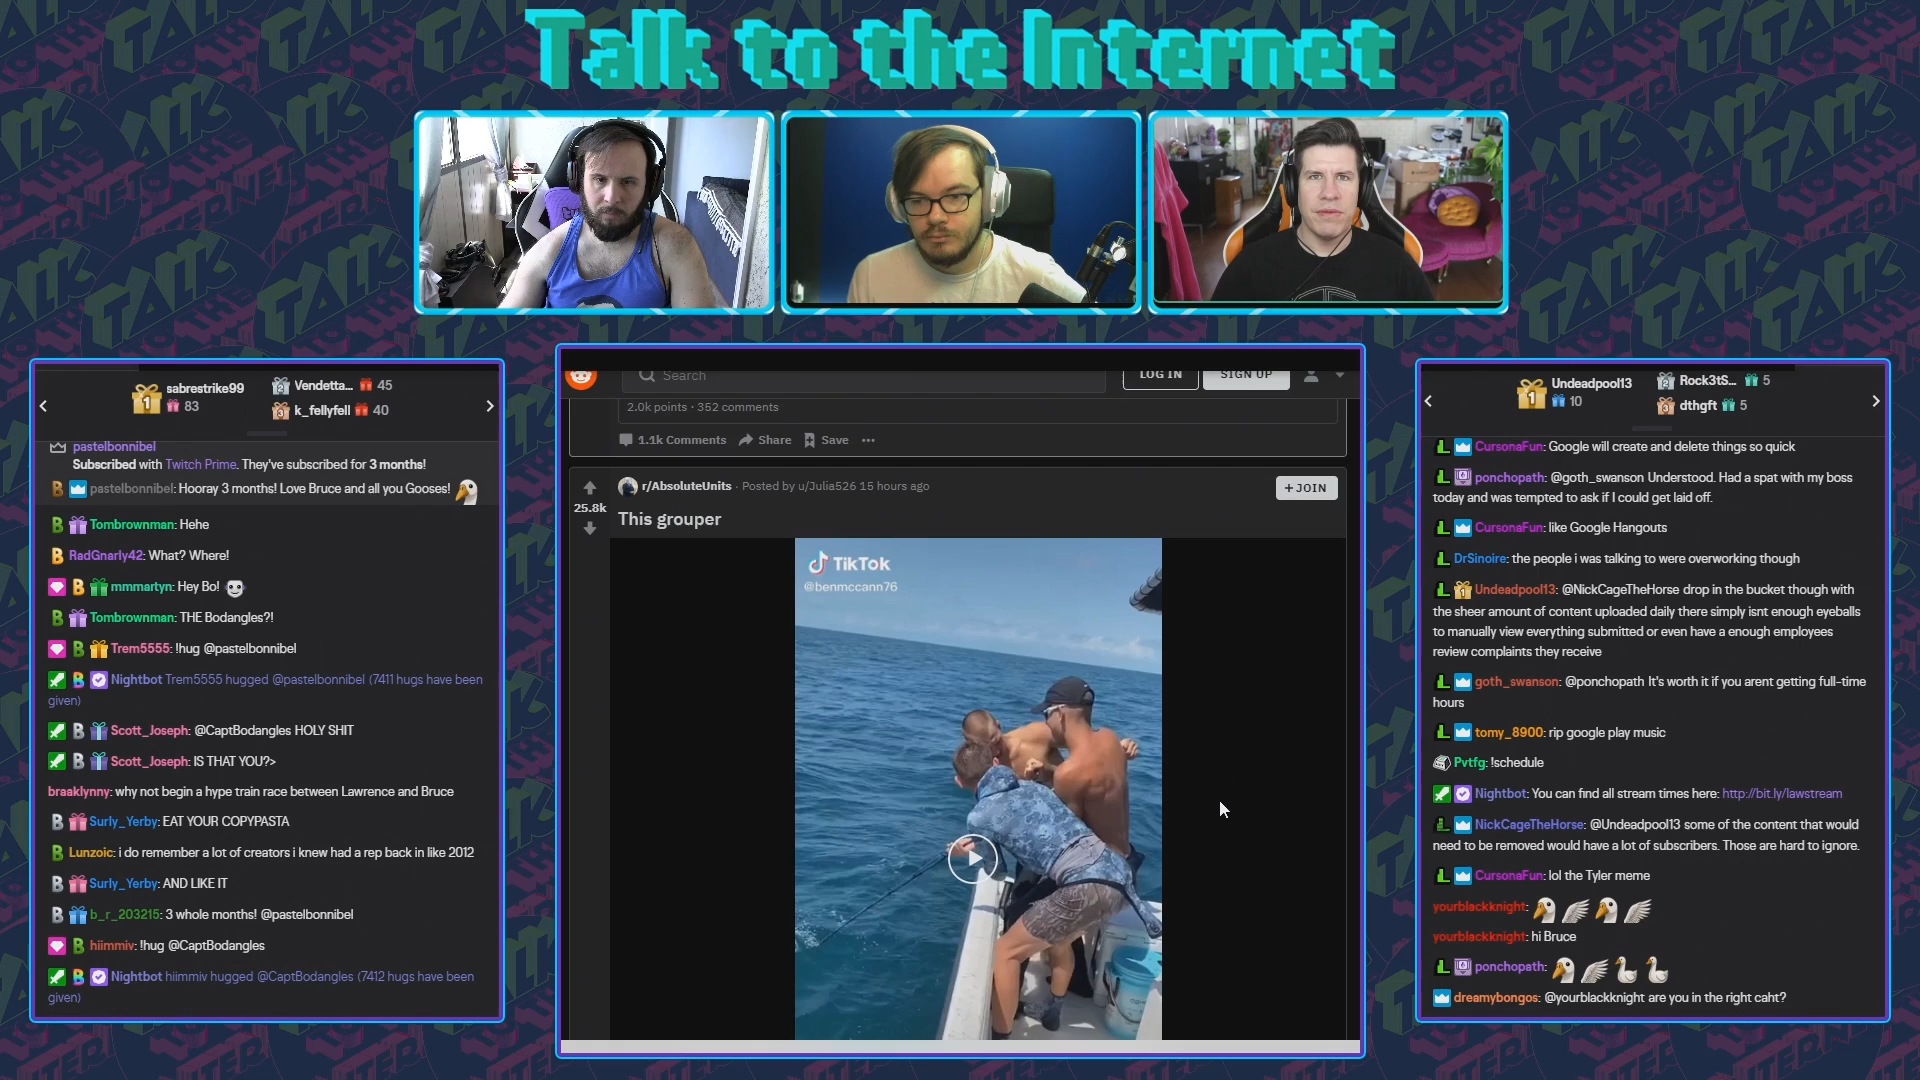 Talk to the Internet
sabrestrike99
83
Vendetta... 45
k_fellyfell 40
pastelbonnibel
Subscribed with Twitch Prime. They've subscribed for 3 months!
pastelbonnibel: Hooray 3 months! Love Bruce and all you Gooses!
Tombrownman: Hehe
RadGnarly42: What? Where!
mmmartyn: Hey Bo!
Tombrownman: THE Bodangles?!
Trem5555: !hug @pastelbonnibel
Nightbot Trem5555 hugged @pastelbonnibel (7411 hugs have been
given)
Scott_Joseph: @CaptBodangles HOLY SHIT
Scott_Joseph: IS THAT YOU?>
braaklynny: why not begin a hype train race between Lawrence and Bruce
Surly_Yerby: EAT YOUR COPYPASTA
Lunzoic: i do remember a lot of creators i knew had a rep back in like 2012
Surly_Yerby: AND LIKE IT
b_r_203215: 3 whole months! @pastelbonnibel
hiimmiv: !hug @CaptBodangles
Nightbot hiimmiv hugged @CaptBodangles (7412 hugs have been
given)
Search
LOG IN
SIGN UP
2.0k points · 352 comments
1.1k Comments Share Save
r/AbsoluteUnits · Posted by u/Julia526 15 hours ago
+JOIN
25.8k
This grouper
TikTok
@benmccann76
Undeadpool13
10
Rock3tS... 5
dthgft 5
CursonaFun: Google will create and delete things so quick
ponchopath: @goth_swanson Understood. Had a spat with my boss
today and was tempted to ask if I could get laid off.
CursonaFun: like Google Hangouts
DrSinoire: the people i was talking to were overworking though
Undeadpool13: @NickCageTheHorse drop in the bucket though with
the sheer amount of content uploaded daily there simply isnt enough eyeballs
to manually view everything submitted or even have a enough employees
review complaints they receive
goth_swanson: @ponchopath It's worth it if you arent getting full-time
hours
tomy_8900: rip google play music
Pvtfg: !schedule
Nightbot: You can find all stream times here: http://bit.ly/lawstream
NickCageTheHorse: @Undeadpool13 some of the content that would
need to be removed would have a lot of subscribers. Those are hard to ignore.
CursonaFun: lol the Tyler meme
yourblackknight:
yourblackknight: hi Bruce
ponchopath:
dreamybongos: @yourblackknight are you in the right caht?